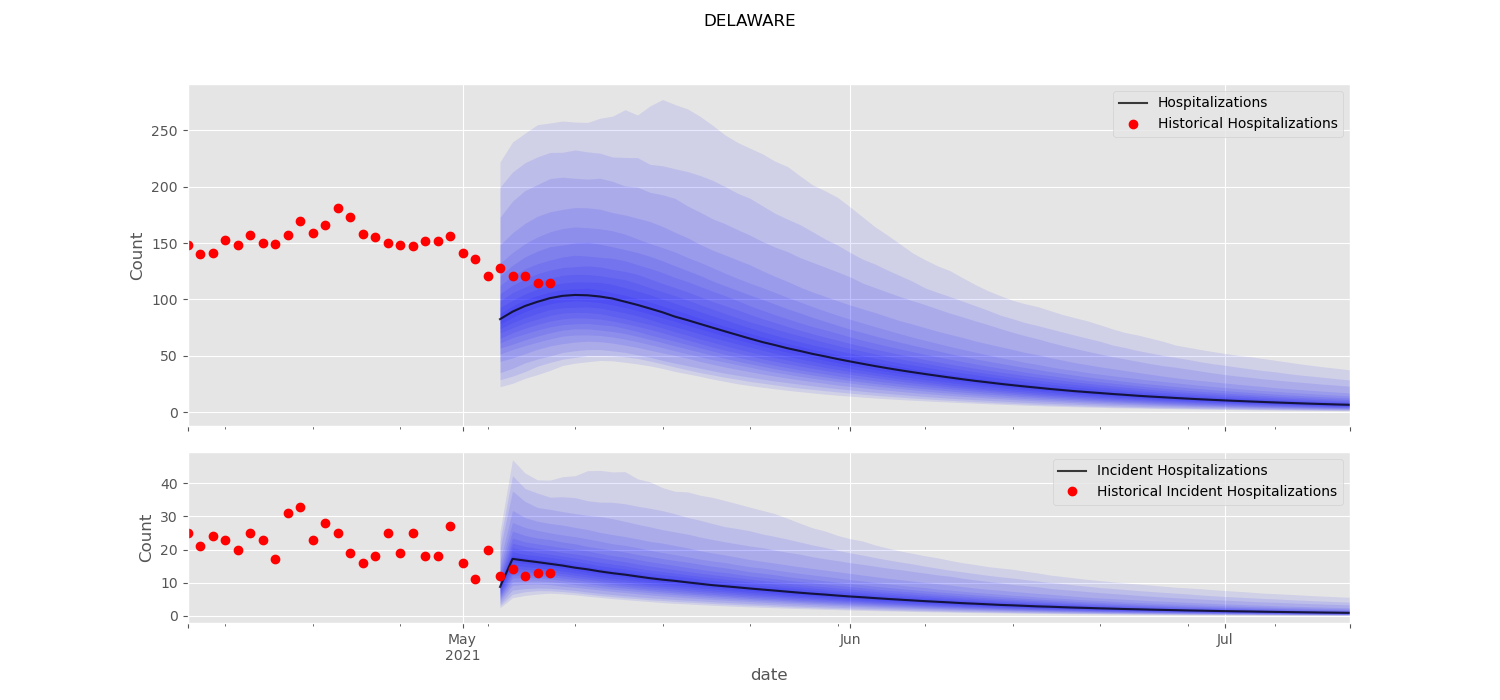 DELAWARE
Hospitalizations
Historical Hospitalizations
250
200
150
100
50
0
Count
Incident Hospitalizations
Historical Incident Hospitalizations
40
30
20
10
0
Count
May
2021
Jun
Jul
date